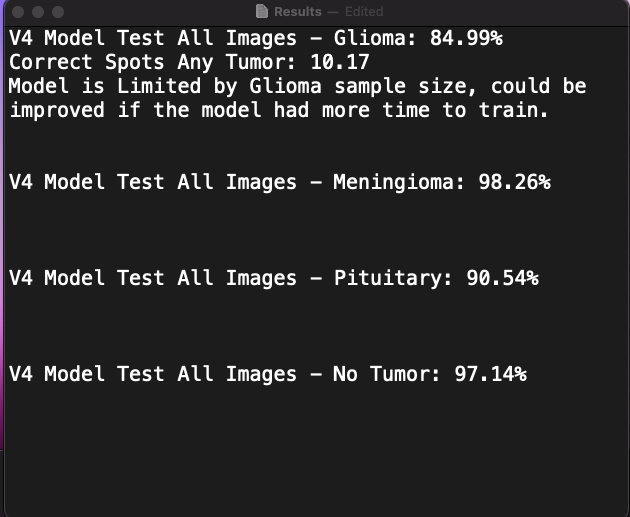 Results — Edited
V4 Model Test All Images – Glioma: 84.99%
Correct Spots Any Tumor: 10.17
Model is Limited by Glioma sample size, could be
improved if the model had more time to train.
V4 Model Test All Images – Meningioma: 98.26%
V4 Model Test All Images – Pituitary: 90.54%
V4 Model Test All Images – No Tumor: 97.14%